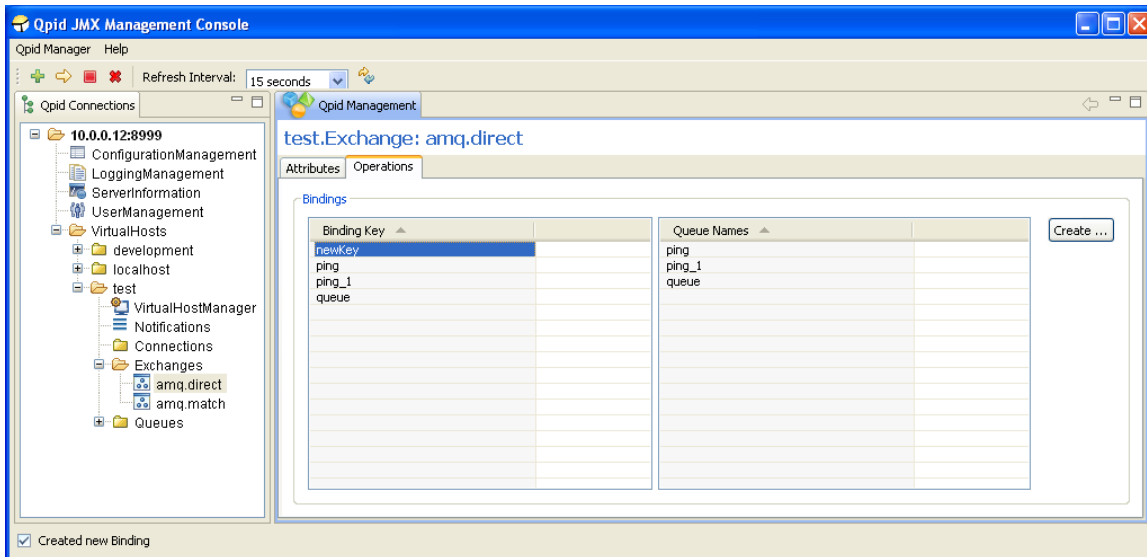 Qpid JMX Management Console
Qpid Manager Help
Refresh Interval: 15 seconds
Qpid Connections
10.0.0.12:8999
ConfigurationManagement
LoggingManagement
ServerInformation
UserManagement
VirtualHosts
development
localhost
test
VirtualHostManager
Notifications
Connections
Exchanges
amq.direct
amq.match
Queues
Qpid Management
test.Exchange: amq.direct
Attributes Operations
Bindings
Binding Key
newKey
ping
ping_1
queue
Queue Names
ping
ping_1
queue
Create ...
Created new Binding